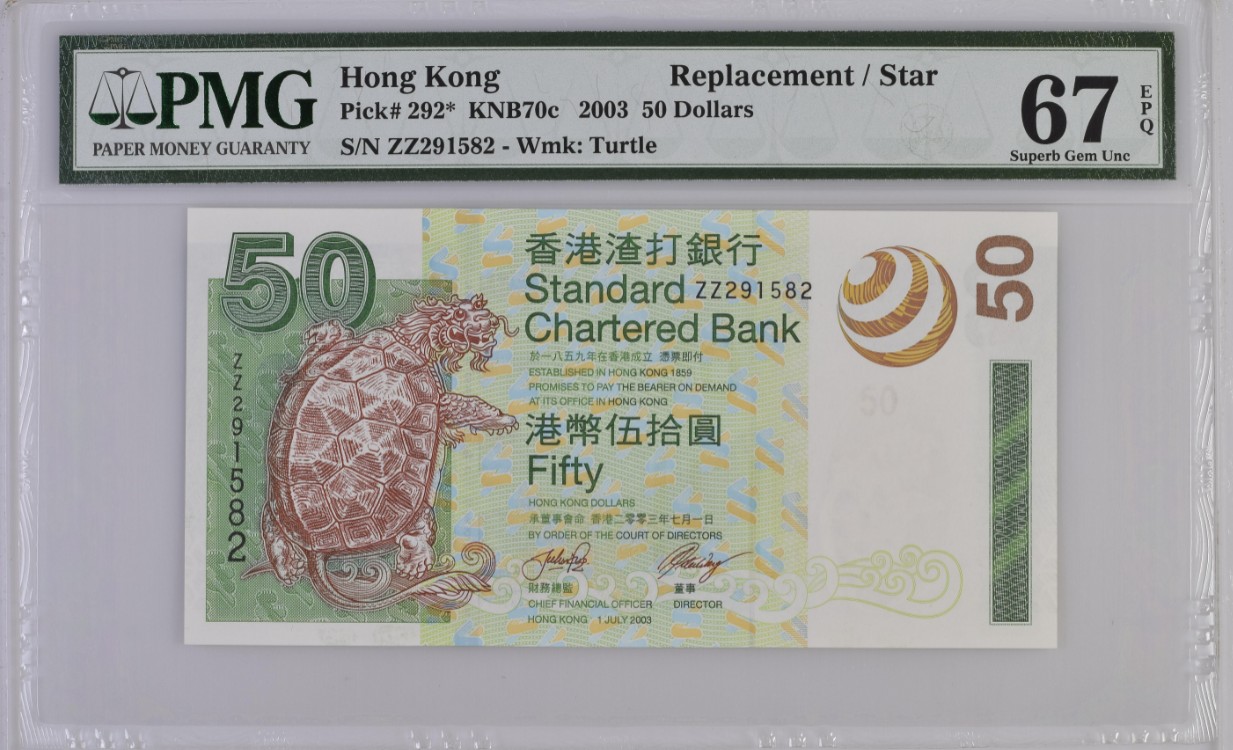 PMG
PAPER MONEY GUARANTY
Hong Kong Replacement / Star
Pick# 292* KNB70c 2003 50 Dollars
S/N ZZ291582 - Wmk: Turtle
67
EPQ
Superb Gem Unc
50
香港渣打銀行
Standard ZZ291582
Chartered Bank
於一八五九年在香港成立 憑票即付
ESTABLISHED IN HONG KONG 1859
PROMISES TO PAY THE BEARER ON DEMAND
AT ITS OFFICE IN HONG KONG
港幣伍拾圓
Fifty
HONG KONG DOLLARS
承董事會命 香港二零零三年七月一日
BY ORDER OF THE COURT OF DIRECTORS
財務總監 董事
CHIEF FINANCIAL OFFICER DIRECTOR
HONG KONG 1 JULY 2003
ZZ291582
50
50